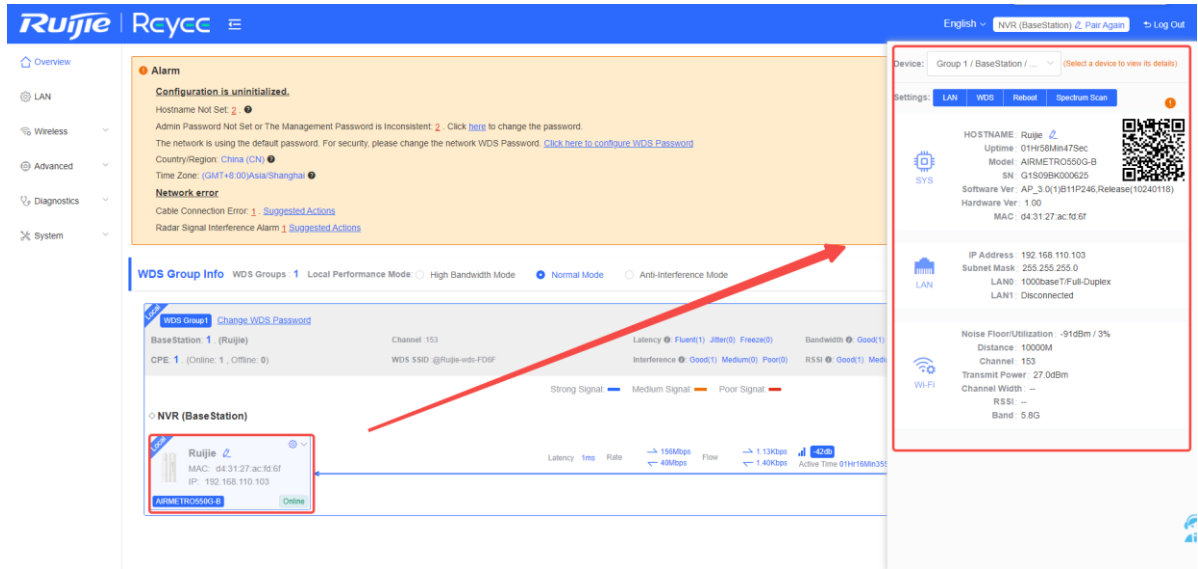 Ruijie | Reyee
English
NVR (BaseStation) Pair Again
Log Out
Overview
LAN
Wireless
Advanced
Diagnostics
System
Alarm
Configuration is uninitialized.
Hostname Not Set: 2 .
Admin Password Not Set or The Management Password is Inconsistent: 2 . Click here to change the password.
The network is using the default password. For security, please change the network WDS Password. Click here to configure WDS Password
Country/Region: China (CN)
Time Zone: (GMT+8:00)Asia/Shanghai
Network error
Cable Connection Error: 1 . Suggested Actions
Radar Signal Interference Alarm 1 Suggested Actions
WDS Group Info WDS Groups : 1 Local Performance Mode: High Bandwidth Mode Normal Mode Anti-Interference Mode
Local
WDS Group1 Change WDS Password
BaseStation: 1 . (Ruijie) Channel :153 Latency : Fluent(1) Jitter(0) Freeze(0) Bandwidth : Good(1)
CPE: 1 . (Online: 1 , Offline: 0) WDS SSID :@Ruijie-wds-FD6F Interference : Good(1) Medium(0) Poor(0) RSSI : Good(1)
Strong Signal: Medium Signal: Poor Signal:
NVR (BaseStation)
Local
Ruijie
MAC: d4:31:27:ac:fd:6f
IP: 192.168.110.103
AIRMETRO550G-B Online
Latency 1ms Rate 156Mbps 40Mbps Flow 1.13Kbps 1.40Kbps -42db
Active Time 01Hr16Min35S
Device: Group 1 / BaseStation / ... (Select a device to view its details)
Settings: LAN WDS Reboot Spectrum Scan
SYS
HOSTNAME: Ruijie
Uptime: 01Hr58Min47Sec
Model: AIRMETRO550G-B
SN: G1S09BK000625
Software Ver: AP_3.0(1)B11P246,Release(10240118)
Hardware Ver: 1.00
MAC: d4:31:27:ac:fd:6f
LAN
IP Address: 192.168.110.103
Subnet Mask: 255.255.255.0
LAN0: 1000baseT/Full-Duplex
LAN1: Disconnected
Wi-Fi
Noise Floor/Utilization: -91dBm / 3%
Distance: 10000M
Channel: 153
Transmit Power: 27.0dBm
Channel Width: --
RSSI: --
Band: 5.8G